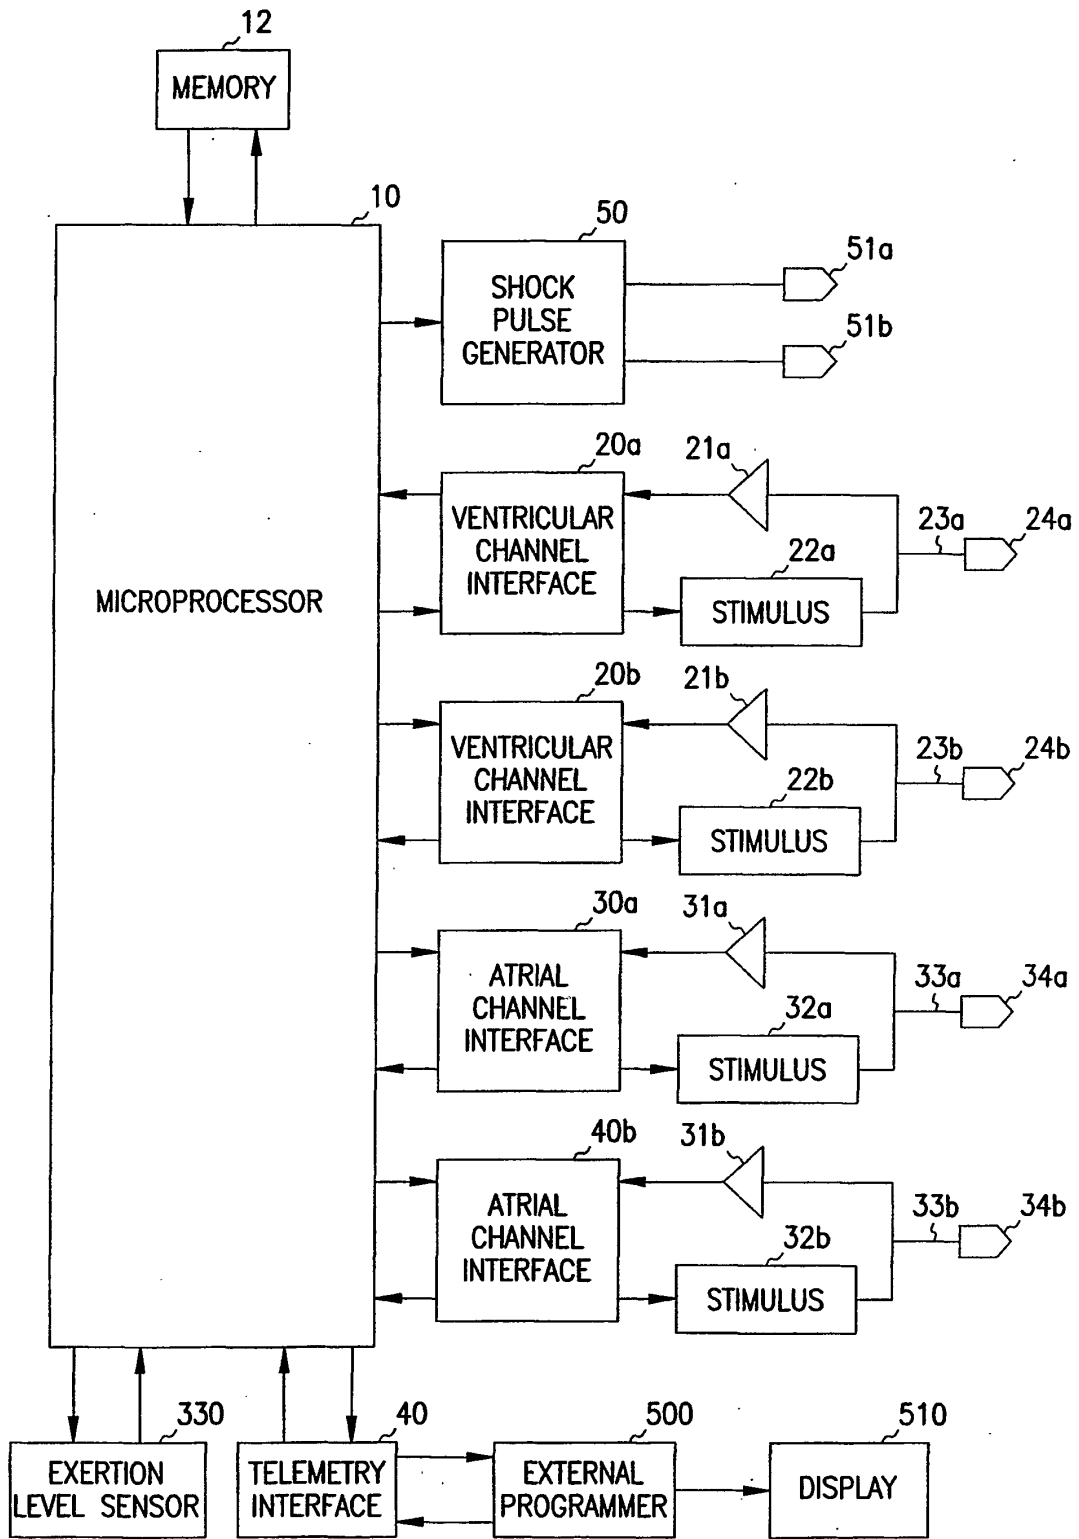 12
MEMORY
10
MICROPROCESSOR
50
SHOCK
PULSE
GENERATOR
51a
51b
20a
VENTRICULAR
CHANNEL
INTERFACE
21a
22a
STIMULUS
23a
24a
20b
VENTRICULAR
CHANNEL
INTERFACE
21b
22b
STIMULUS
23b
24b
30a
ATRIAL
CHANNEL
INTERFACE
31a
32a
STIMULUS
33a
34a
40b
ATRIAL
CHANNEL
INTERFACE
31b
32b
STIMULUS
33b
34b
330
EXERTION
LEVEL SENSOR
40
TELEMETRY
INTERFACE
500
EXTERNAL
PROGRAMMER
510
DISPLAY